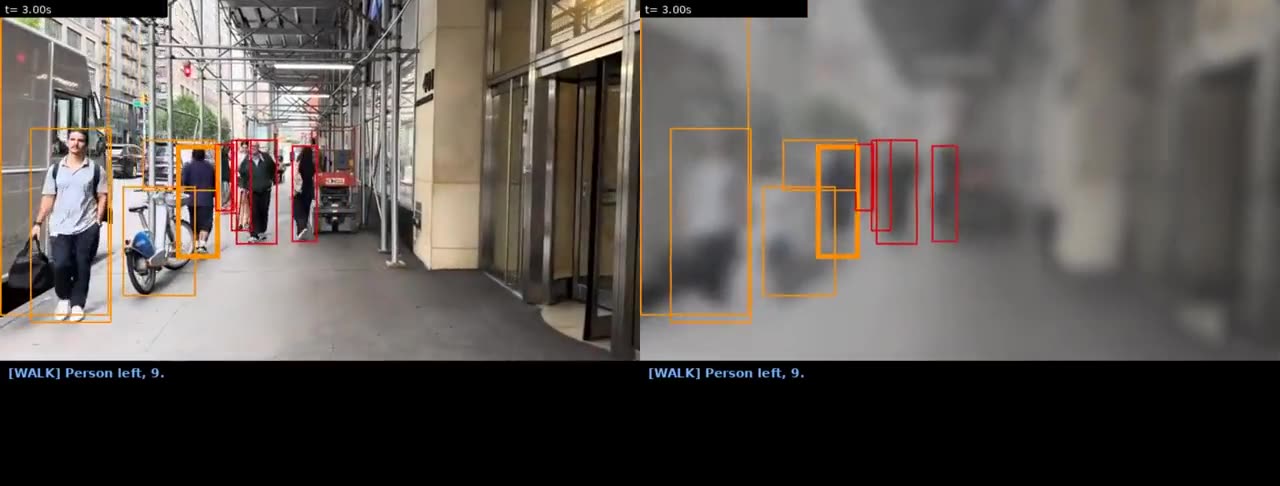 t= 3.00s
t= 3.00s
[WALK] Person left, 9.
[WALK] Person left, 9.